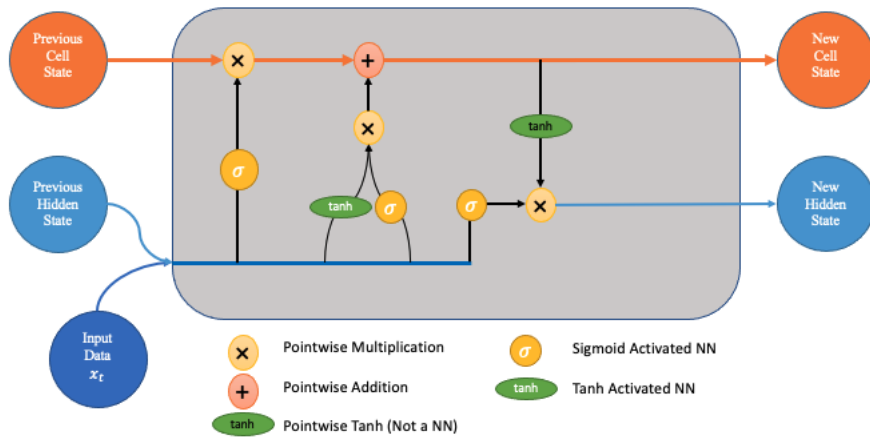 Previous
Cell
State
×
+
New
Cell
State
tanh
×
σ
Previous
Hidden
State
tanh
σ
σ
×
New
Hidden
State
Input
Data
xₜ
× Pointwise Multiplication
σ Sigmoid Activated NN
+ Pointwise Addition
tanh Tanh Activated NN
tanh Pointwise Tanh (Not a NN)